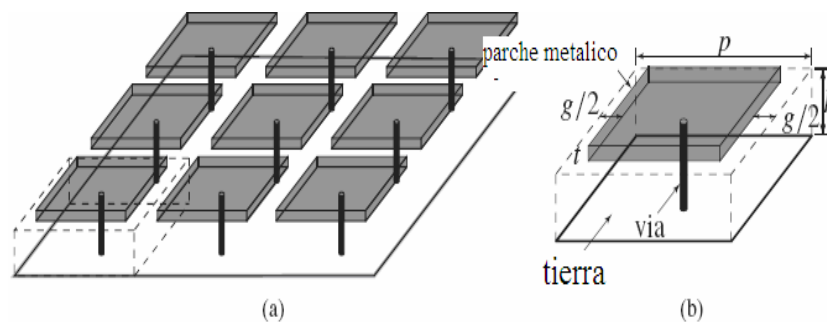 parche metalico
p
g/2
g/2
t
via
tierra
(a)
(b)